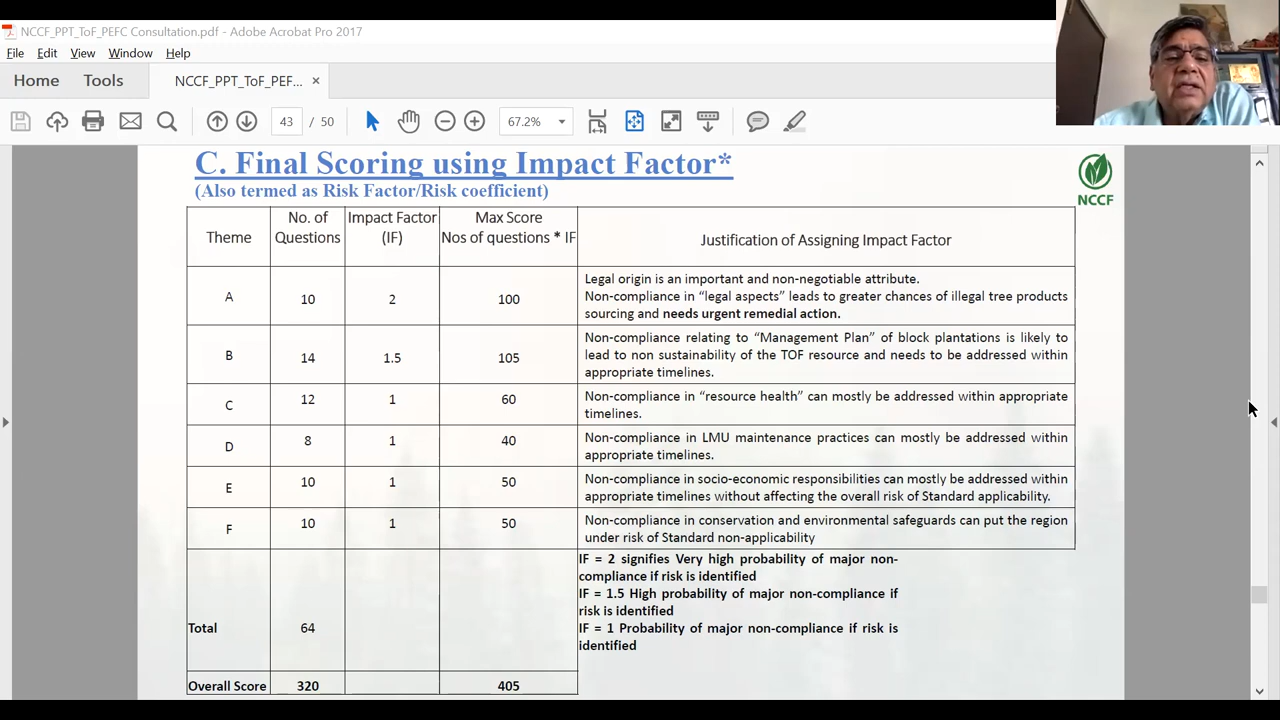 NCCF_PPT_ToF_PEFC Consultation.pdf - Adobe Acrobat Pro 2017
File Edit View Window Help
Home Tools NCCF_PPT_ToF_PEF... ×
43 / 50 67.2%
C. Final Scoring using Impact Factor*
(Also termed as Risk Factor/Risk coefficient)
NCCF
Theme
No. of
Questions
Impact Factor
(IF)
Max Score
Nos of questions * IF
Justification of Assigning Impact Factor
A
10
2
100
Legal origin is an important and non-negotiable attribute.
Non-compliance in “legal aspects” leads to greater chances of illegal tree products
sourcing and needs urgent remedial action.
B
14
1.5
105
Non-compliance relating to “Management Plan” of block plantations is likely to
lead to non sustainability of the TOF resource and needs to be addressed within
appropriate timelines.
C
12
1
60
Non-compliance in “resource health” can mostly be addressed within appropriate
timelines.
D
8
1
40
Non-compliance in LMU maintenance practices can mostly be addressed within
appropriate timelines.
E
10
1
50
Non-compliance in socio-economic responsibilities can mostly be addressed within
appropriate timelines without affecting the overall risk of Standard applicability.
F
10
1
50
Non-compliance in conservation and environmental safeguards can put the region
under risk of Standard non-applicability
Total
64
IF = 2 signifies Very high probability of major non-
compliance if risk is identified
IF = 1.5 High probability of major non-compliance if
risk is identified
IF = 1 Probability of major non-compliance if risk is
identified
Overall Score
320
405